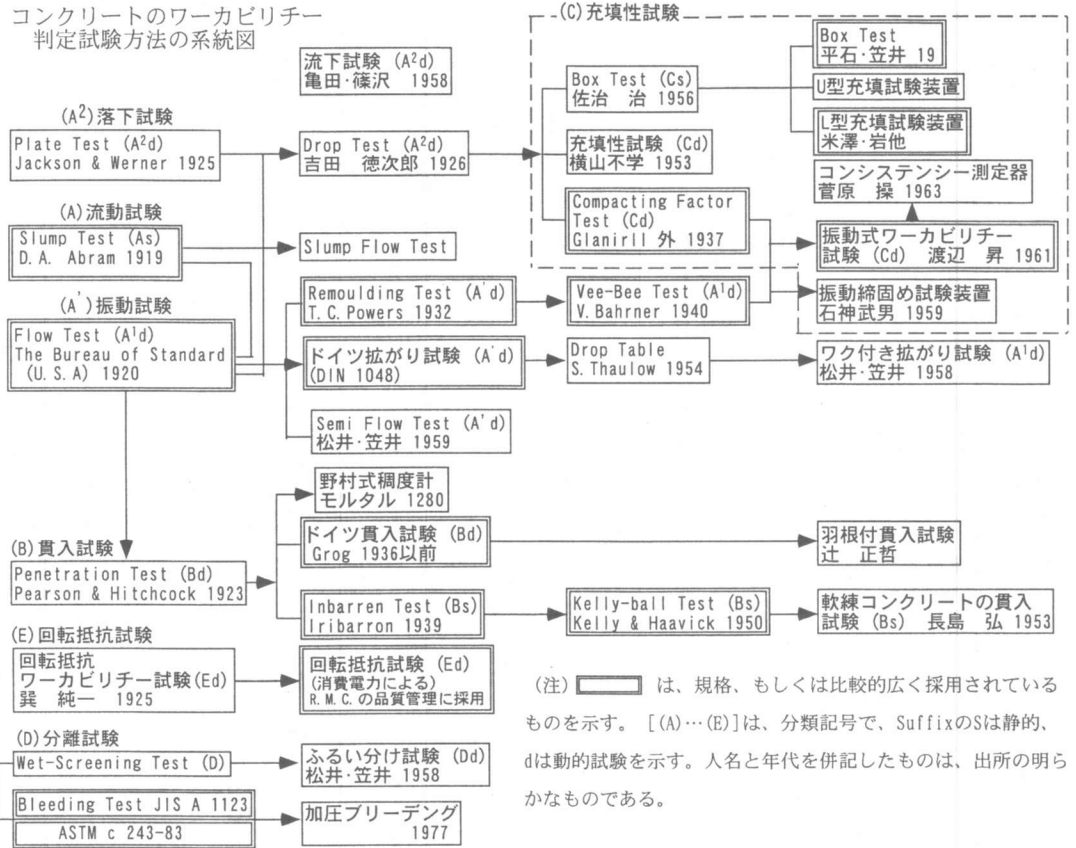 コンクリートのワーカビリチー
判定試験方法の系統図
(C)充填性試験
流下試験 (A²d)
亀田・篠沢 1958
Box Test (Cs)
佐治 治
1956
Box Test
平石・笠井 19
U型充填試験装置
L型充填試験装置
米澤・岩他
(A²)落下試験
Plate Test (A²d)
Jackson & Werner 1925
Drop Test (A²d)
吉田 徳次郎 1926
充填性試験 (Cd)
横山不学 1953
コンシステンシー測定器
菅原 操 1963
Compacting Factor
Test (Cd)
Glanirll 外 1937
(A)流動試験
Slump Test (As)
D.A. Abram 1919
Slump Flow Test
振動式ワーカビリチー
試験 (Cd) 渡辺 昇 1961
(A')振動試験
Flow Test (A¹d)
The Bureau of Standard
(U.S.A) 1920
Remoulding Test (A'd)
T.C. Powers 1932
Vee-Bee Test (A¹d)
V. Bahrner 1940
振動締固め試験装置
石神武男 1959
ドイツ拡がり試験 (A'd)
(DIN 1048)
Drop Table
S. Thaulow 1954
ワク付き拡がり試験 (A¹d)
松井・笠井 1958
Semi Flow Test (A'd)
松井・笠井 1959
野村式稠度計
モルタル 1280
(B)貫入試験
Penetration Test (Bd)
Pearson & Hitchcock 1923
ドイツ貫入試験 (Bd)
Grog 1936以前
羽根付貫入試験
辻 正哲
Inbarren Test (Bs)
Iribarron 1939
Kelly-ball Test (Bs)
Kelly & Haavick 1950
軟練コンクリートの貫入
試験 (Bs) 長島 弘 1953
(E)回転抵抗試験
回転抵抗
ワーカビリチー試験(Ed)
巽 純一 1925
回転抵抗試験 (Ed)
(消費電力による)
R.M.C.の品質管理に採用
(D)分離試験
Wet-Screening Test (D)
ふるい分け試験 (Dd)
松井・笠井 1958
Bleeding Test JIS A 1123
ASTM c 243-83
加圧ブリーデング
1977
(注) は、規格、もしくは比較的広く採用されている
ものを示す。 [(A)…(E)]は、分類記号で、SuffixのSは静的、
dは動的試験を示す。人名と年代を併記したものは、出所の明ら
かなものである。